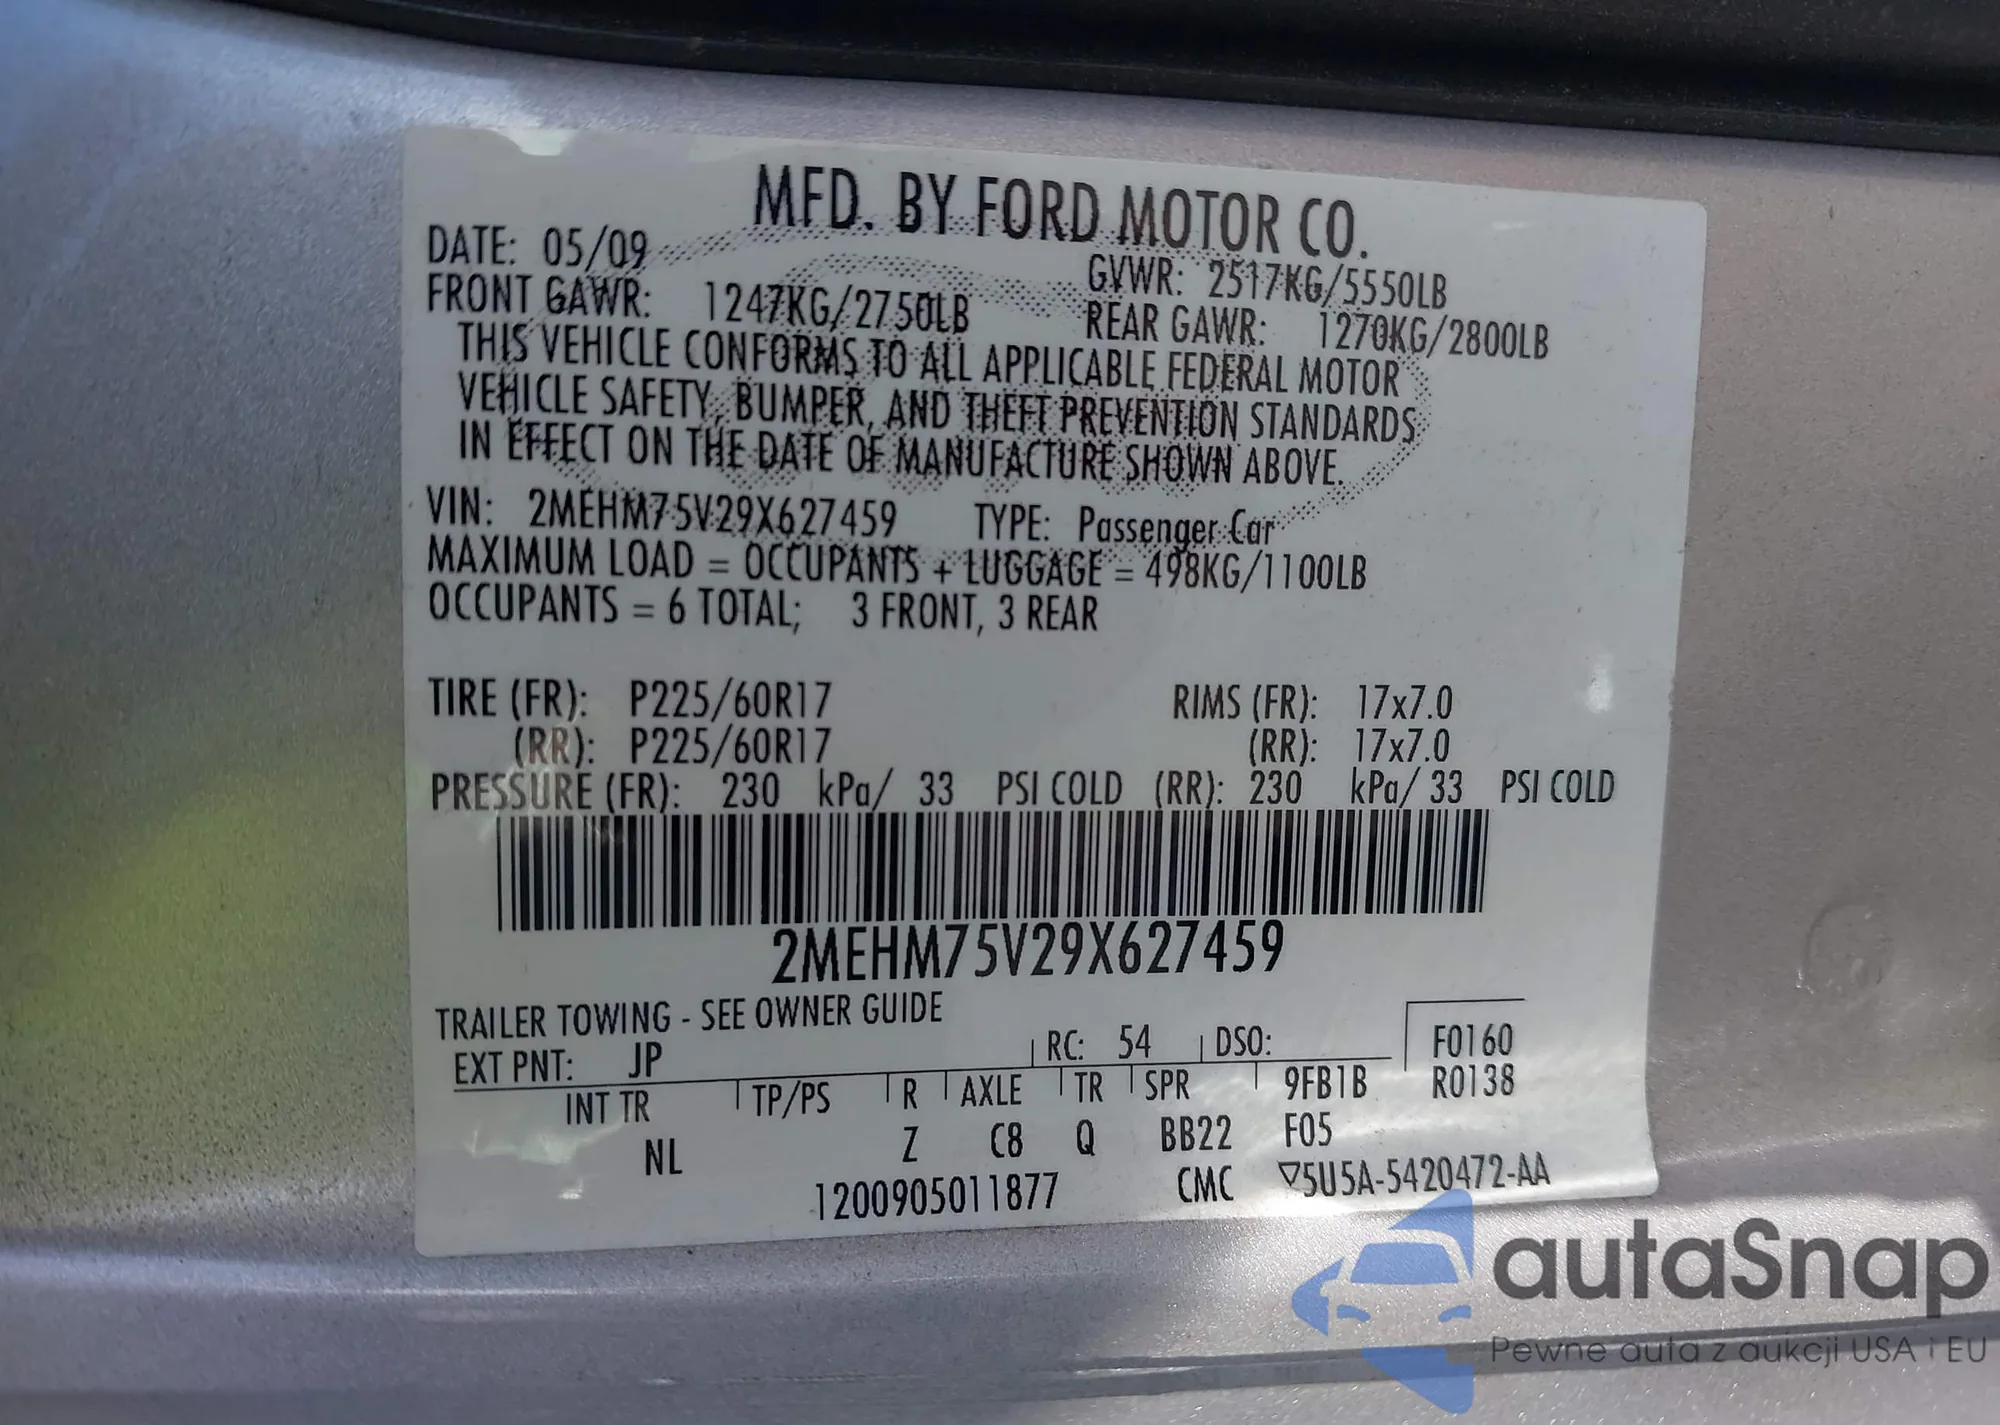 MFD. BY FORD MOTOR CO.
DATE: 05/09 GVWR: 2517KG/5550LB
FRONT GAWR: 1247KG/2750LB REAR GAWR: 1270KG/2800LB
THIS VEHICLE CONFORMS TO ALL APPLICABLE FEDERAL MOTOR
VEHICLE SAFETY, BUMPER, AND THEFT PREVENTION STANDARDS
IN EFFECT ON THE DATE OF MANUFACTURE SHOWN ABOVE.
VIN: 2MEHM75V29X627459 TYPE: Passenger Car
MAXIMUM LOAD = OCCUPANTS + LUGGAGE = 498KG/1100LB
OCCUPANTS = 6 TOTAL; 3 FRONT, 3 REAR
TIRE (FR): P225/60R17 RIMS (FR): 17x7.0
(RR): P225/60R17 (RR): 17x7.0
PRESSURE (FR): 230 kPa/ 33 PSI COLD (RR): 230 kPa/ 33 PSI COLD
2MEHM75V29X627459
TRAILER TOWING - SEE OWNER GUIDE
EXT PNT: JP RC: 54 DSO: F0160
INT TR TP/PS R AXLE TR SPR 9FB1B R0138
NL Z C8 Q BB22 F05
1200905011877 CMC ▽5U5A-5420472-AA
autaSnap
Pewne auta z aukcji USA i EU